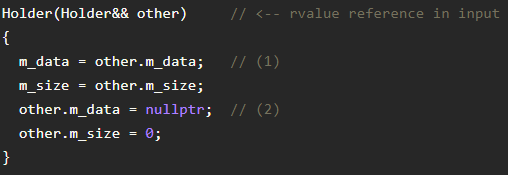 Holder(Holder&& other)     // <-- rvalue reference in input
{
  m_data = other.m_data;   // (1)
  m_size = other.m_size;
  other.m_data = nullptr;  // (2)
  other.m_size = 0;
}